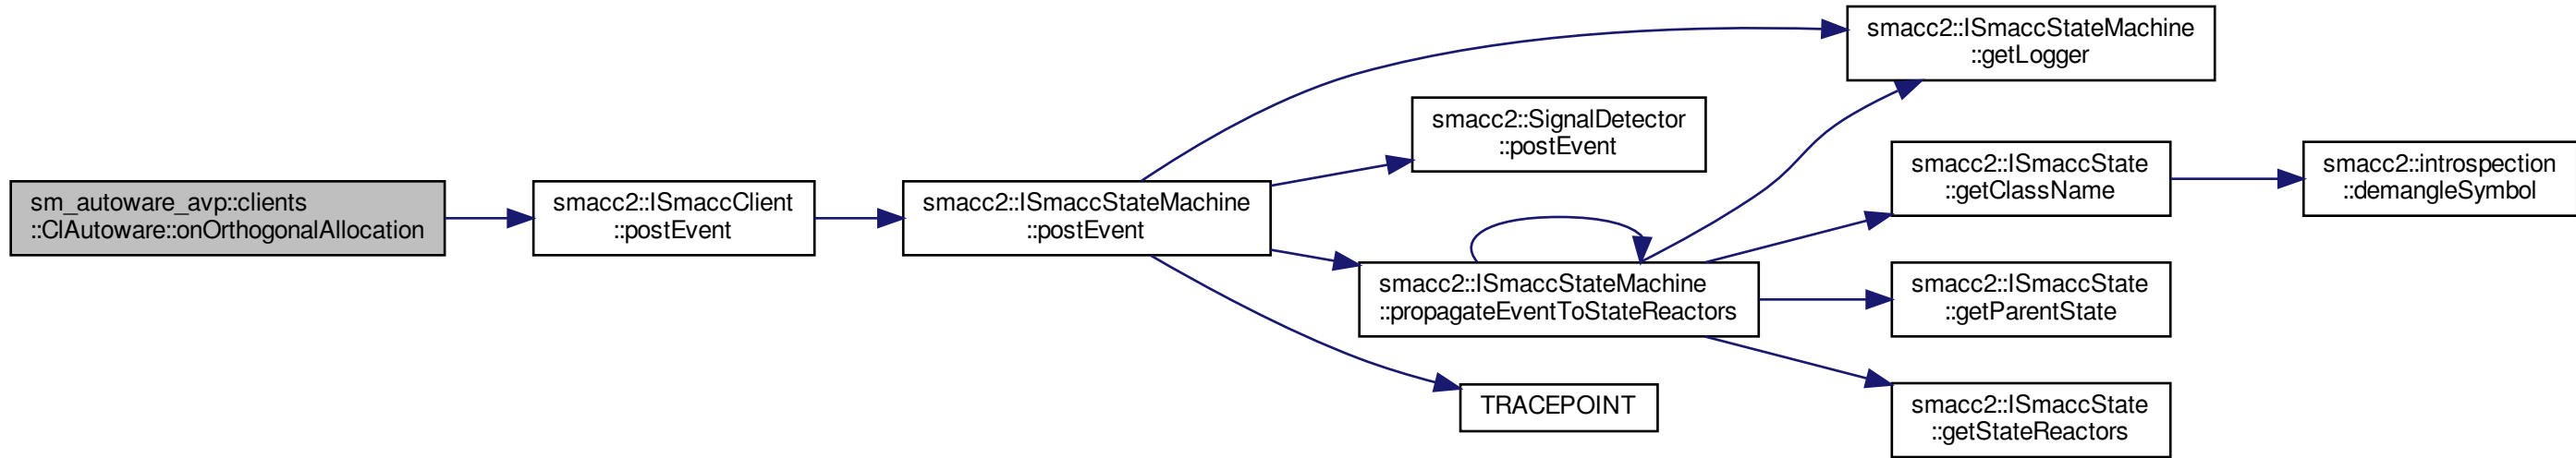 sm_autoware_avp::clients
::ClAutoware::onOrthogonalAllocation
smacc2::ISmaccClient
::postEvent
smacc2::ISmaccStateMachine
::postEvent
smacc2::ISmaccStateMachine
::getLogger
smacc2::SignalDetector
::postEvent
smacc2::ISmaccStateMachine
::propagateEventToStateReactors
TRACEPOINT
smacc2::ISmaccState
::getClassName
smacc2::ISmaccState
::getParentState
smacc2::ISmaccState
::getStateReactors
smacc2::introspection
::demangleSymbol